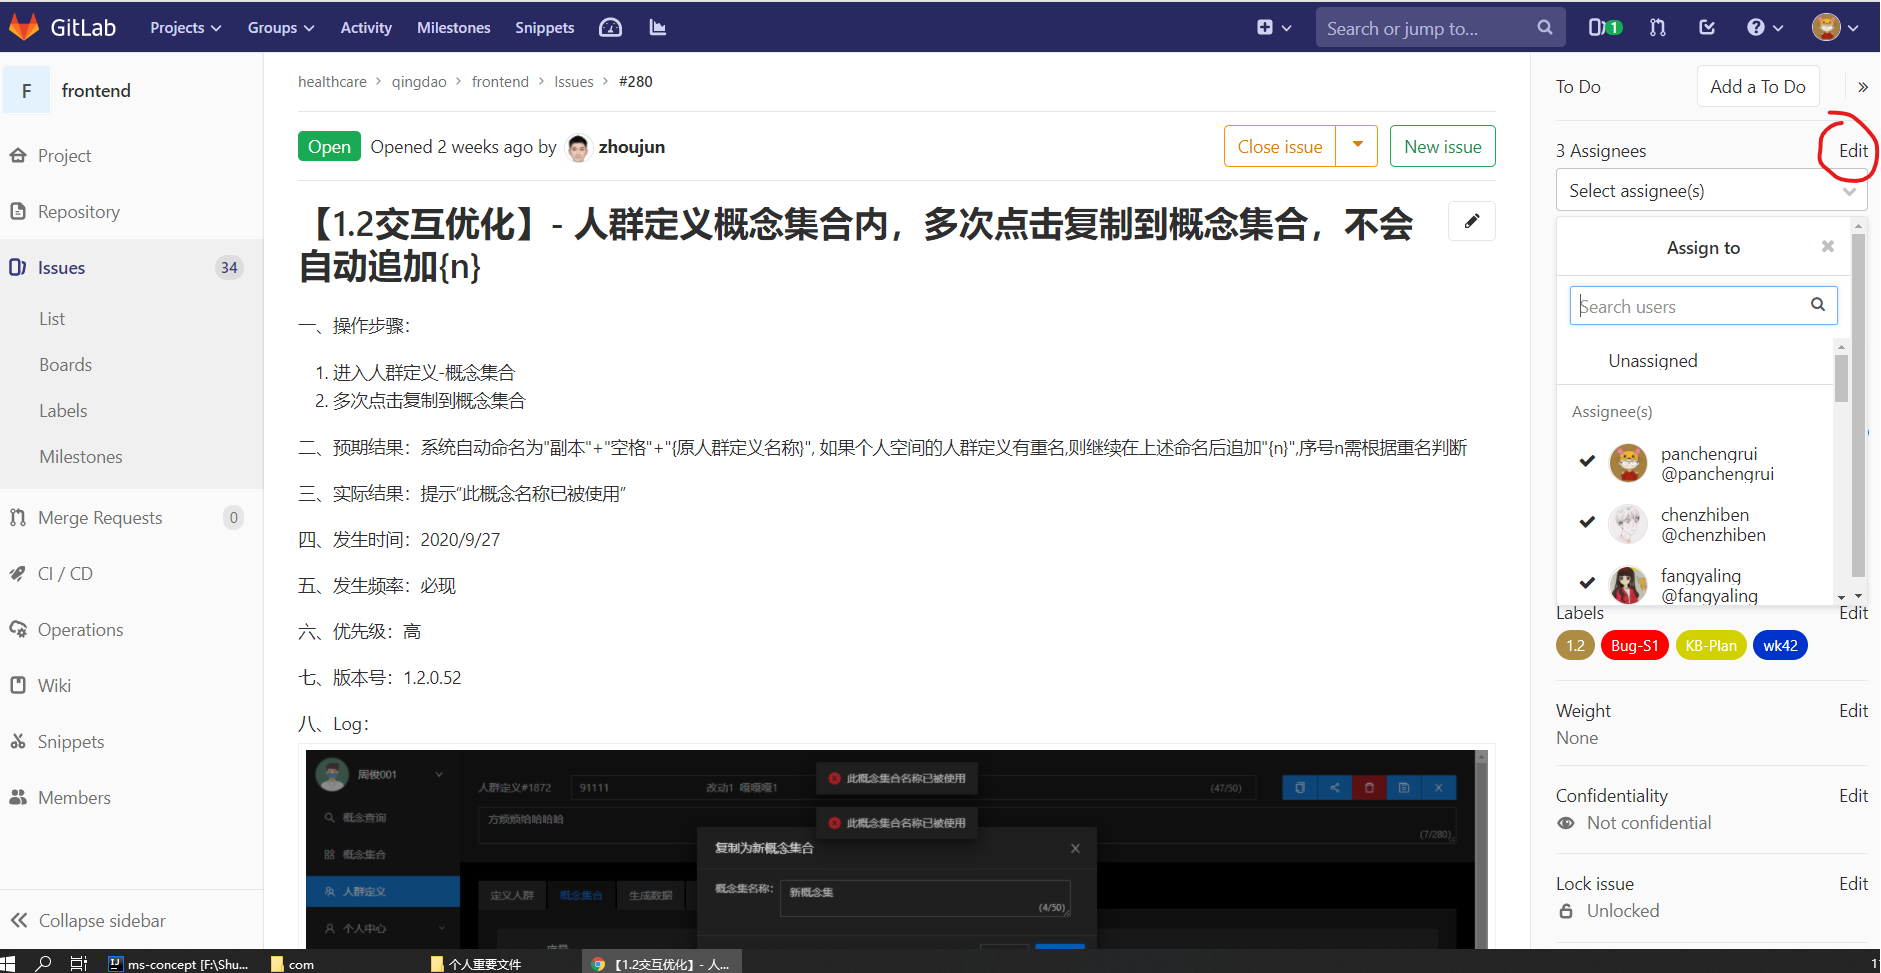 GitLab
Projects
Groups
Activity
Milestones
Snippets
Search or jump to...
1
F
frontend
Project
Repository
Issues
34
List
Boards
Labels
Milestones
Merge Requests
0
CI / CD
Operations
Wiki
Snippets
Members
Collapse sidebar
healthcare > qingdao > frontend > Issues > #280
Open
Opened 2 weeks ago by zhoujun
Close issue
New issue
【1.2交互优化】- 人群定义概念集合内，多次点击复制到概念集合，不会
自动追加{n}
一、操作步骤：
1. 进入人群定义-概念集合
2. 多次点击复制到概念集合
二、预期结果：系统自动命名为"副本"+"空格"+"{原人群定义名称}", 如果个人空间的人群定义有重名,则继续在上述命名后追加"{n}",序号n需根据重名判断
三、实际结果：提示“此概念名称已被使用”
四、发生时间：2020/9/27
五、发生频率：必现
六、优先级：高
七、版本号：1.2.0.52
八、Log：
周俊001
概念查询
概念集合
人群定义
个人中心
人群定义#1872
91111
改动1 嘎嘎嘎1
(47/50)
此概念集合名称已被使用
此概念集合名称已被使用
方烦烦哈哈哈哈
(7/280)
复制为新概念集合
概念集名称:
新概念集
(4/50)
定义人群
概念集合
生成数据
To Do
Add a To Do
3 Assignees
Edit
Select assignee(s)
Assign to
Search users
Unassigned
Assignee(s)
panchengrui
@panchengrui
chenzhiben
@chenzhiben
fangyaling
@fangyaling
Labels
Edit
1.2
Bug-S1
KB-Plan
wk42
Weight
Edit
None
Confidentiality
Edit
Not confidential
Lock issue
Edit
Unlocked
ms-concept [F:\Shu...
com
个人重要文件
【1.2交互优化】- 人...